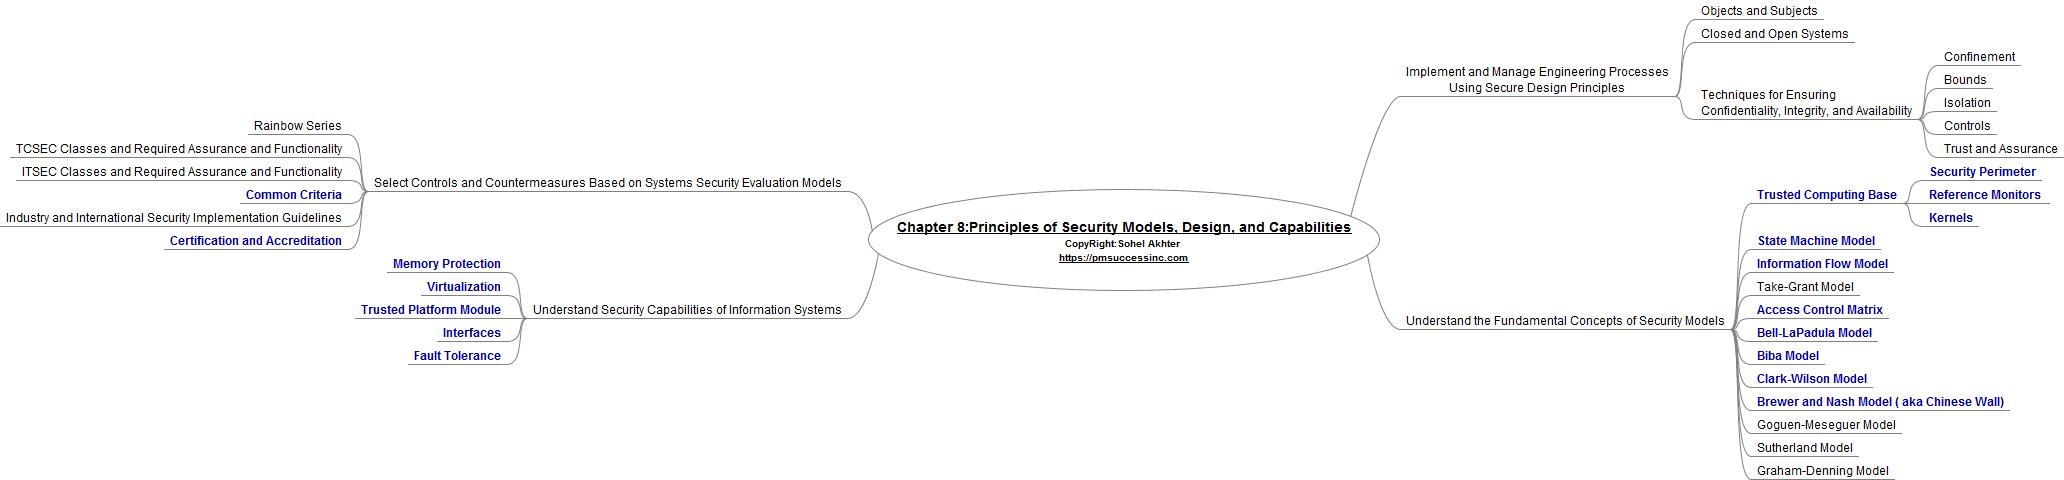 Chapter 8:Principles of Security Models, Design, and Capabilities
CopyRight:Sohel Akhter
https://pmsuccessinc.com
Implement and Manage Engineering Processes
Using Secure Design Principles
Objects and Subjects
Closed and Open Systems
Techniques for Ensuring
Confidentiality, Integrity, and Availability
Confinement
Bounds
Isolation
Controls
Trust and Assurance
Understand the Fundamental Concepts of Security Models
Trusted Computing Base
Security Perimeter
Reference Monitors
Kernels
State Machine Model
Information Flow Model
Take-Grant Model
Access Control Matrix
Bell-LaPadula Model
Biba Model
Clark-Wilson Model
Brewer and Nash Model ( aka Chinese Wall)
Goguen-Meseguer Model
Sutherland Model
Graham-Denning Model
Select Controls and Countermeasures Based on Systems Security Evaluation Models
Rainbow Series
TCSEC Classes and Required Assurance and Functionality
ITSEC Classes and Required Assurance and Functionality
Common Criteria
Industry and International Security Implementation Guidelines
Certification and Accreditation
Understand Security Capabilities of Information Systems
Memory Protection
Virtualization
Trusted Platform Module
Interfaces
Fault Tolerance